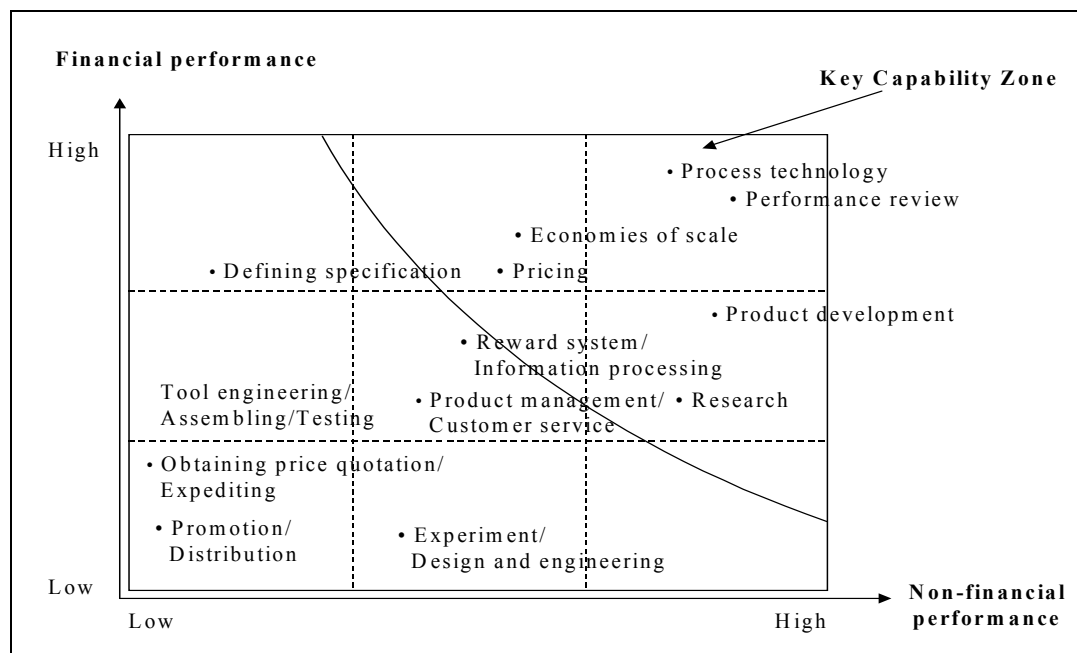 Financial performance
Key Capability Zone
High
• Process technology
• Performance review
• Economies of scale
• Defining specification
• Pricing
• Product development
• Reward system/
Information processing
Tool engineering/
Assembling/Testing
• Product management/
Customer service
• Research
• Obtaining price quotation/
Expediting
• Promotion/
Distribution
• Experiment/
Design and engineering
Low
Low
High
Non-financial
performance